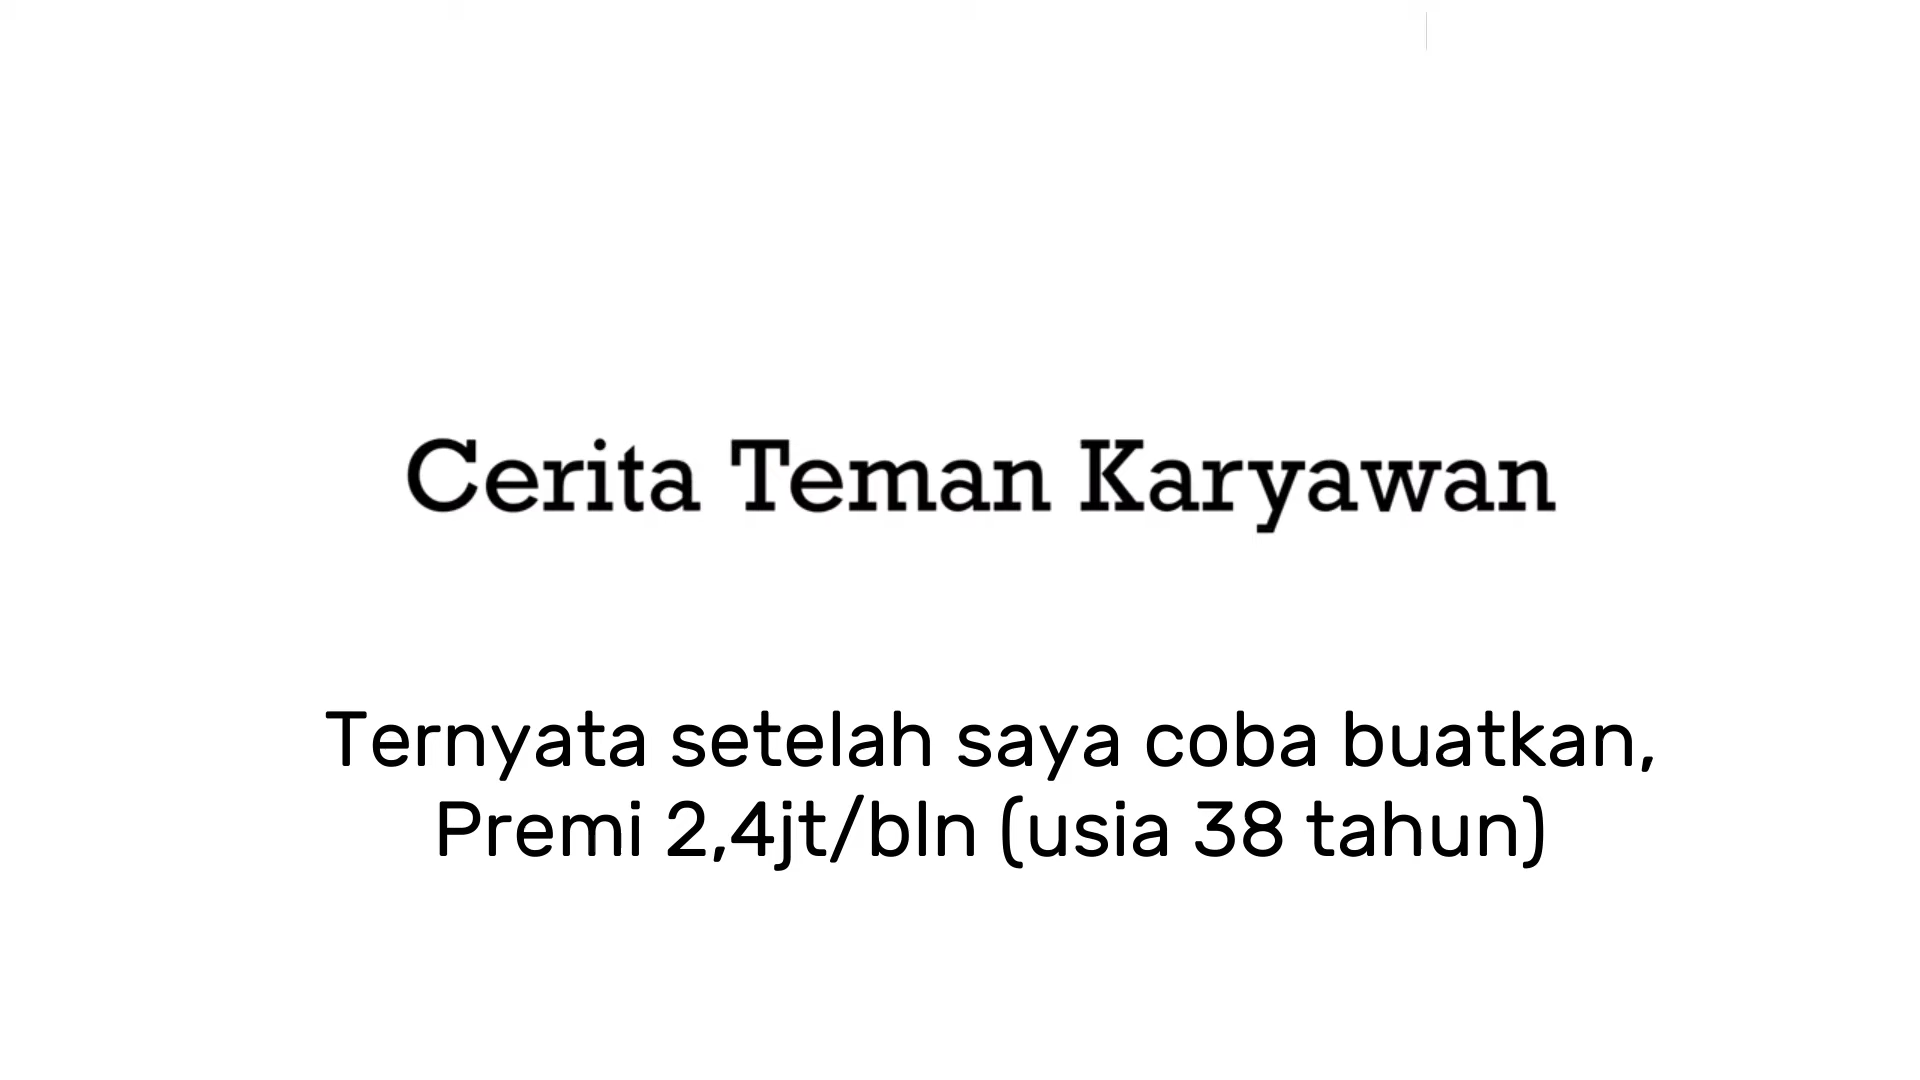 Cerita Teman Karyawan
Ternyata setelah saya coba buatkan,
Premi 2,4jt/bln (usia 38 tahun)